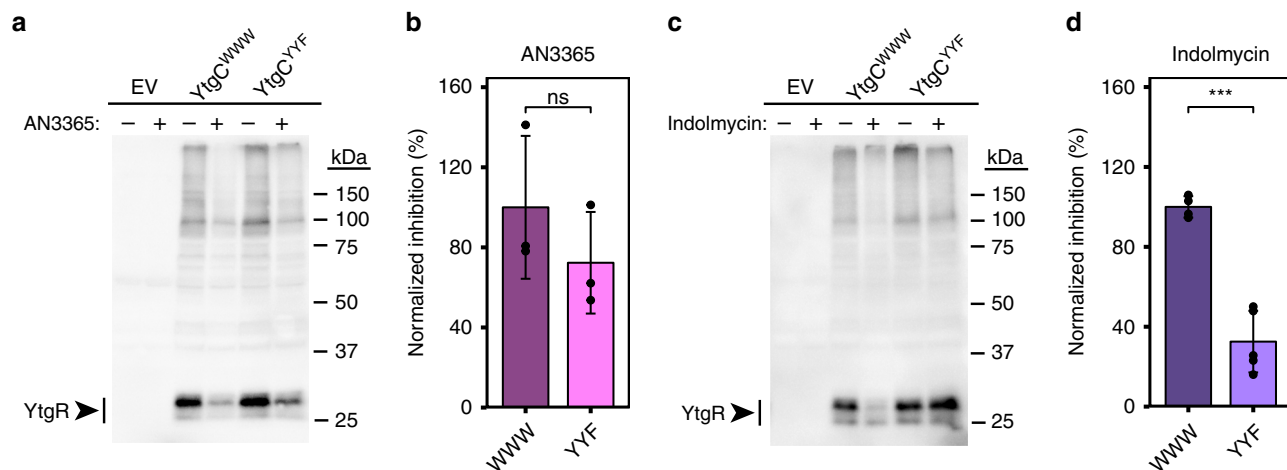 a
EV YtgC^WWW YtgC^YYF
AN3365: – + – + – +
kDa
150
100
75
50
37
25
YtgR
b
AN3365
Normalized inhibition (%)
160
120
80
40
0
ns
WWW YYF
c
EV YtgC^WWW YtgC^YYF
Indolmycin: – + – + – +
kDa
150
100
75
50
37
25
YtgR
d
Indolmycin
Normalized inhibition (%)
160
120
80
40
0
***
WWW YYF